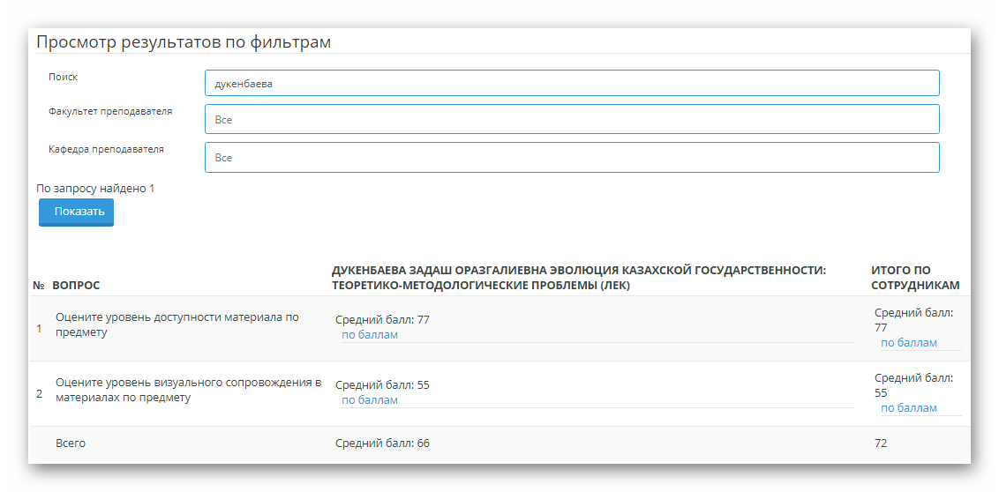 Просмотр результатов по фильтрам
Поиск
дукенбаева
Факультет преподавателя
Все
Кафедра преподавателя
Все
По запросу найдено 1
Показать
№ ВОПРОС
ДУКЕНБАЕВА ЗАДАШ ОРАЗГАЛИЕВНА ЭВОЛЮЦИЯ КАЗАХСКОЙ ГОСУДАРСТВЕННОСТИ:
ТЕОРЕТИКО-МЕТОДОЛОГИЧЕСКИЕ ПРОБЛЕМЫ (ЛЕК)
ИТОГО ПО
СОТРУДНИКАМ
1
Оцените уровень доступности материала по
предмету
Средний балл: 77
по баллам
Средний балл:
77
по баллам
2
Оцените уровень визуального сопровождения в
материалах по предмету
Средний балл: 55
по баллам
Средний балл:
55
по баллам
Всего
Средний балл: 66
72